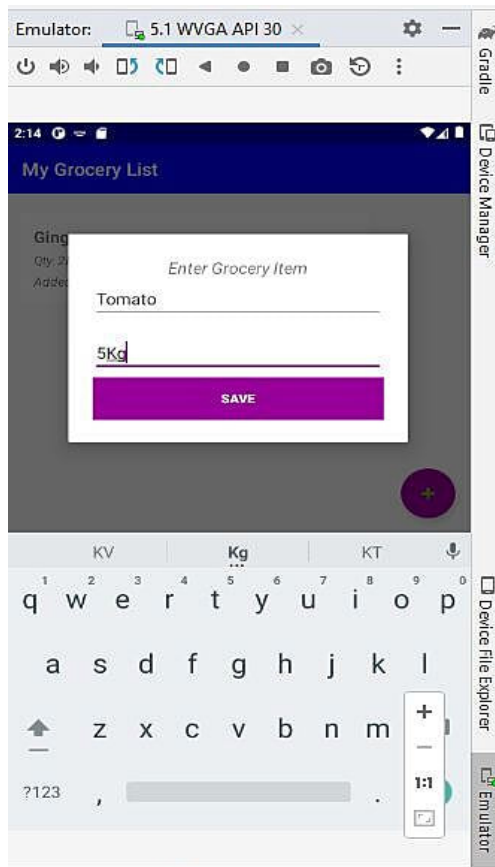 Emulator: 5.1 WVGA API 30
Gradle
Device Manager
2:14
My Grocery List
Ging
Qty: 2
Added
Enter Grocery Item
Tomato
5Kg
SAVE
KV Kg KT
1 2 3 4 5 6 7 8 9 0
q w e r t y u i o p
a s d f g h j k l
z x c v b n m
?123 , .
1:1
Device File Explorer
Emulator